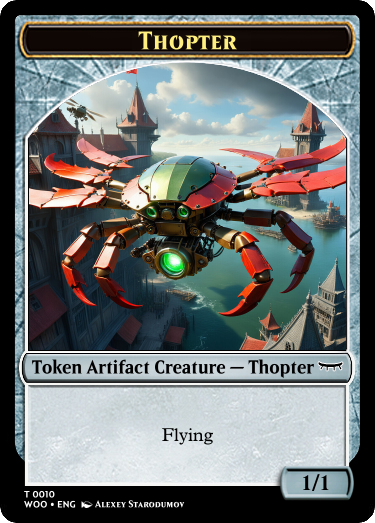 Thopter
Token Artifact Creature — Thopter
Flying
1/1
T 0010
WOO • ENG Alexey Starodumov